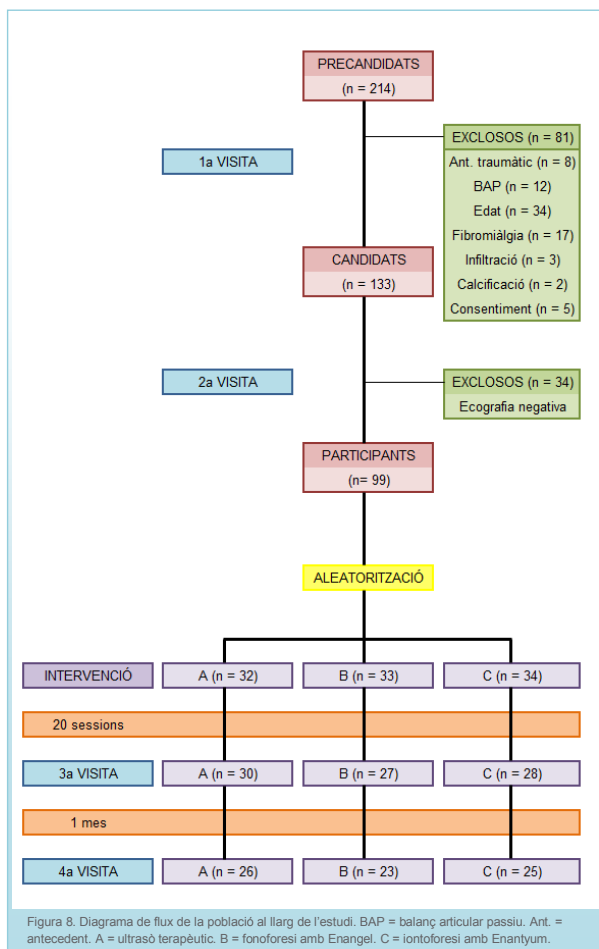 PRECANDIDATS
(n = 214)
EXCLOSOS (n = 81)
1a VISITA
Ant. traumàtic (n = 8)
BAP (n = 12)
Edat (n = 34)
Fibromiàlgia (n = 17)
Infiltració (n = 3)
Calcificació (n = 2)
Consentiment (n = 5)
CANDIDATS
(n = 133)
2a VISITA
EXCLOSOS (n = 34)
Ecografia negativa
PARTICIPANTS
(n= 99)
ALEATORITZACIÓ
INTERVENCIÓ
A (n = 32)
B (n = 33)
C (n = 34)
20 sessions
3a VISITA
A (n = 30)
B (n = 27)
C (n = 28)
1 mes
4a VISITA
A (n = 26)
B (n = 23)
C (n = 25)
Figura 8. Diagrama de flux de la població al llarg de l'estudi. BAP = balanç articular passiu. Ant. =
antecedent. A = ultrasò terapèutic. B = fonoforesi amb Enangel. C = iontoforesi amb Enantyum.